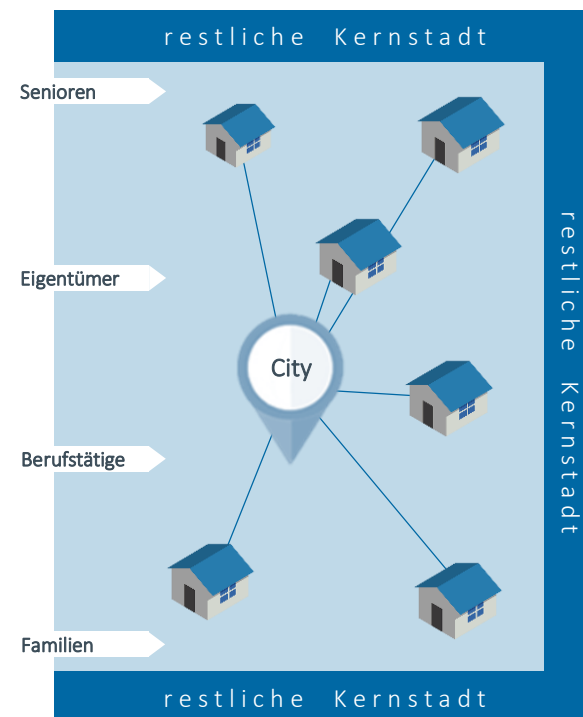 restliche Kernstadt
Senioren
Eigentümer
restliche Kernstadt
City
Berufstätige
Familien
restliche Kernstadt